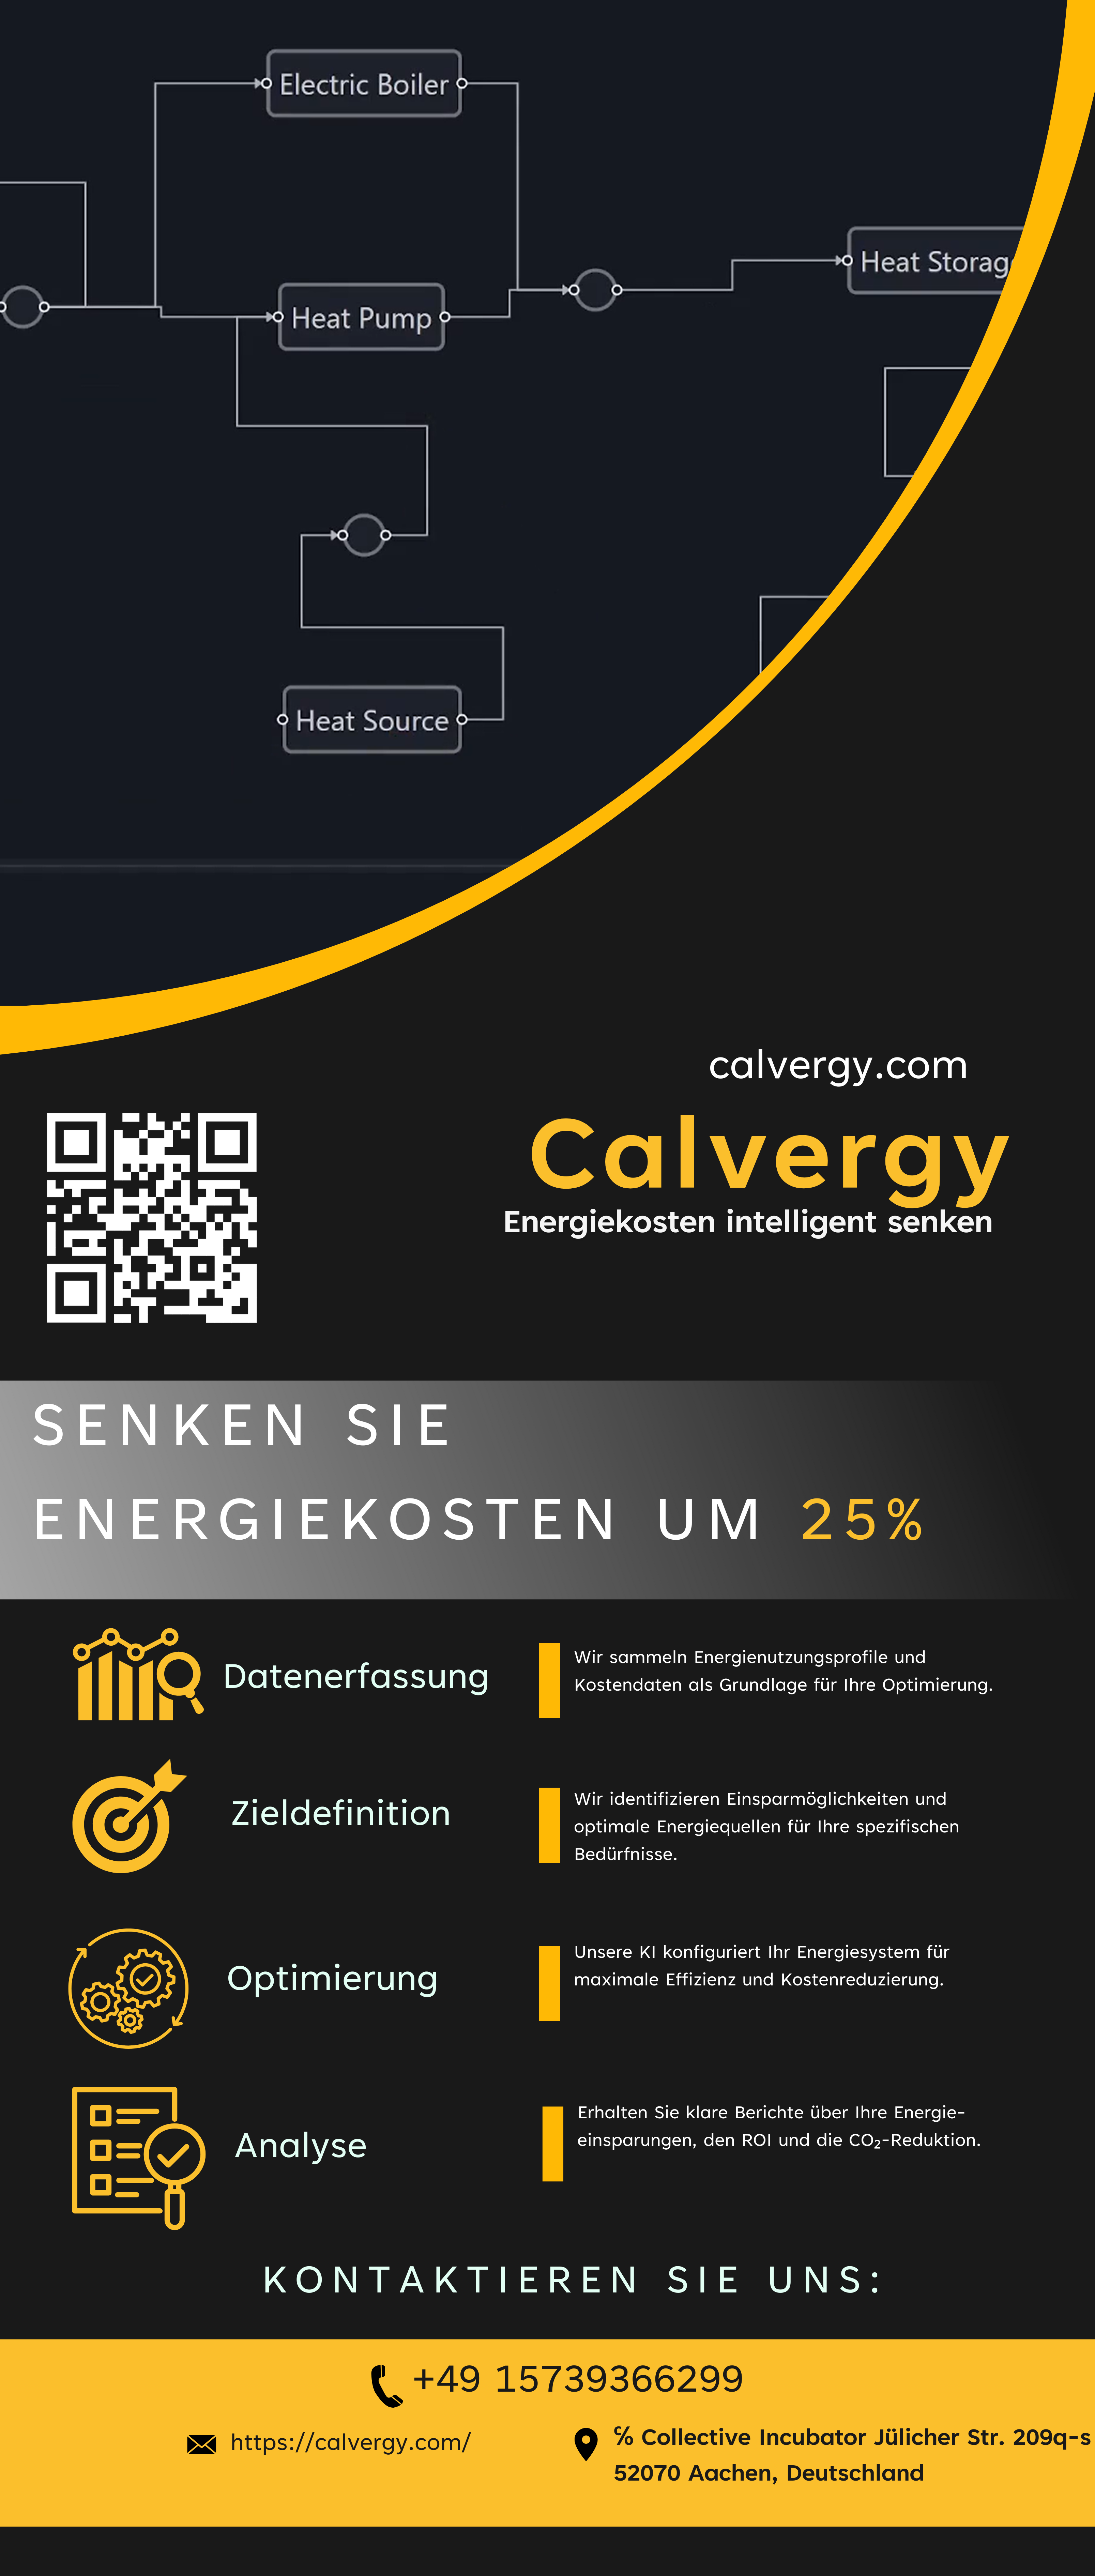 Electric Boiler
Heat Storag
Heat Pump
Heat Source
calvergy.com
Calvergy
Energiekosten intelligent senken
SENKEN SIE
ENERGIEKOSTEN UM 25%
Datenerfassung
Wir sammeln Energienutzungsprofile und
Kostendaten als Grundlage für Ihre Optimierung.
Zieldefinition
Wir identifizieren Einsparmöglichkeiten und
optimale Energiequellen für Ihre spezifischen
Bedürfnisse.
Optimierung
Unsere KI konfiguriert Ihr Energiesystem für
maximale Effizienz und Kostenreduzierung.
Analyse
Erhalten Sie klare Berichte über Ihre Energie-
einsparungen, den ROI und die CO₂-Reduktion.
KONTAKTIEREN SIE UNS:
+49 15739366299
https://calvergy.com/
℅ Collective Incubator Jülicher Str. 209q-s
52070 Aachen, Deutschland